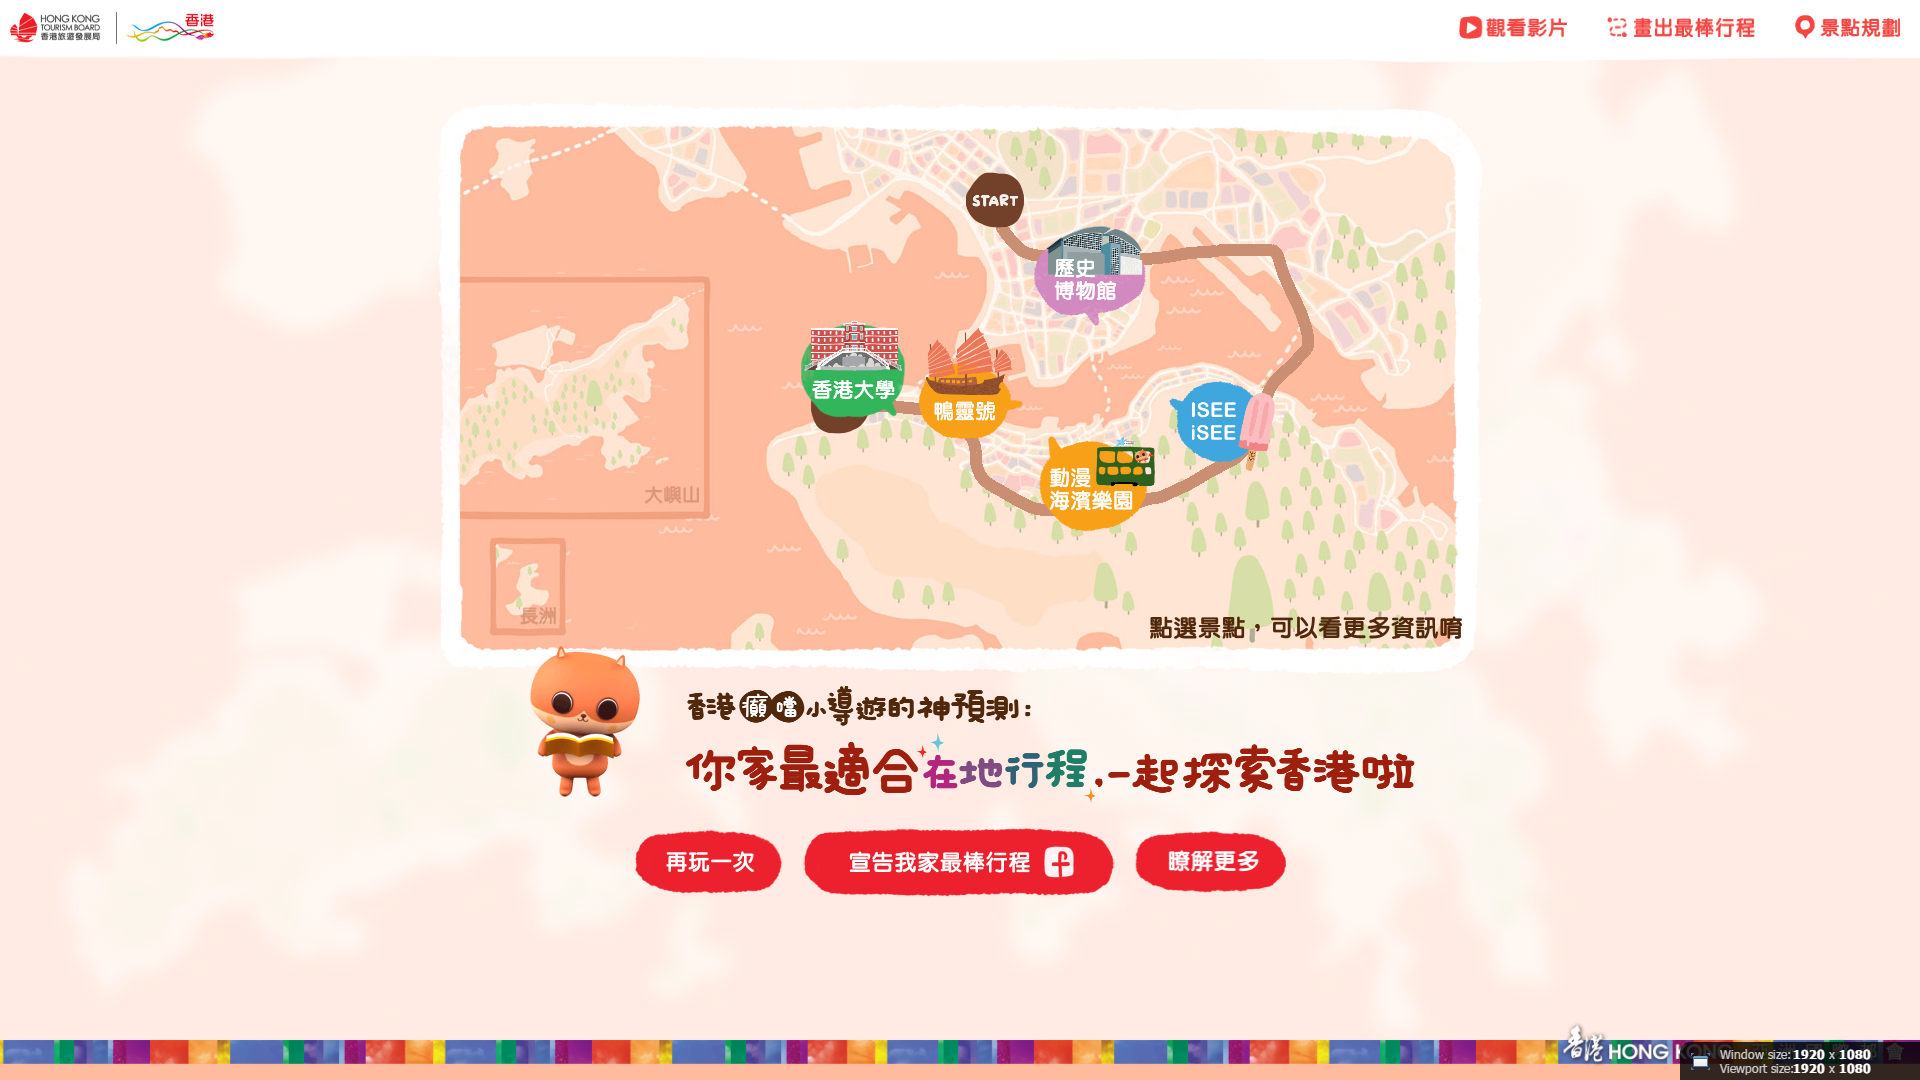 HONG KONG
TOURISM BOARD
香港旅遊發展局
香港
觀看影片
畫出最棒行程
景點規劃
START
歷史
博物館
香港大學
鴨靈號
ISEE
iSEE
動漫
海濱樂園
大嶼山
長洲
點選景點，可以看更多資訊唷
香港癲噹小導遊的神預測:
你家最適合在地行程,一起探索香港啦
再玩一次
宣告我家最棒行程
瞭解更多
香港 HONG KONG
Window size: 1920 x 1080
Viewport size: 1920 x 1080